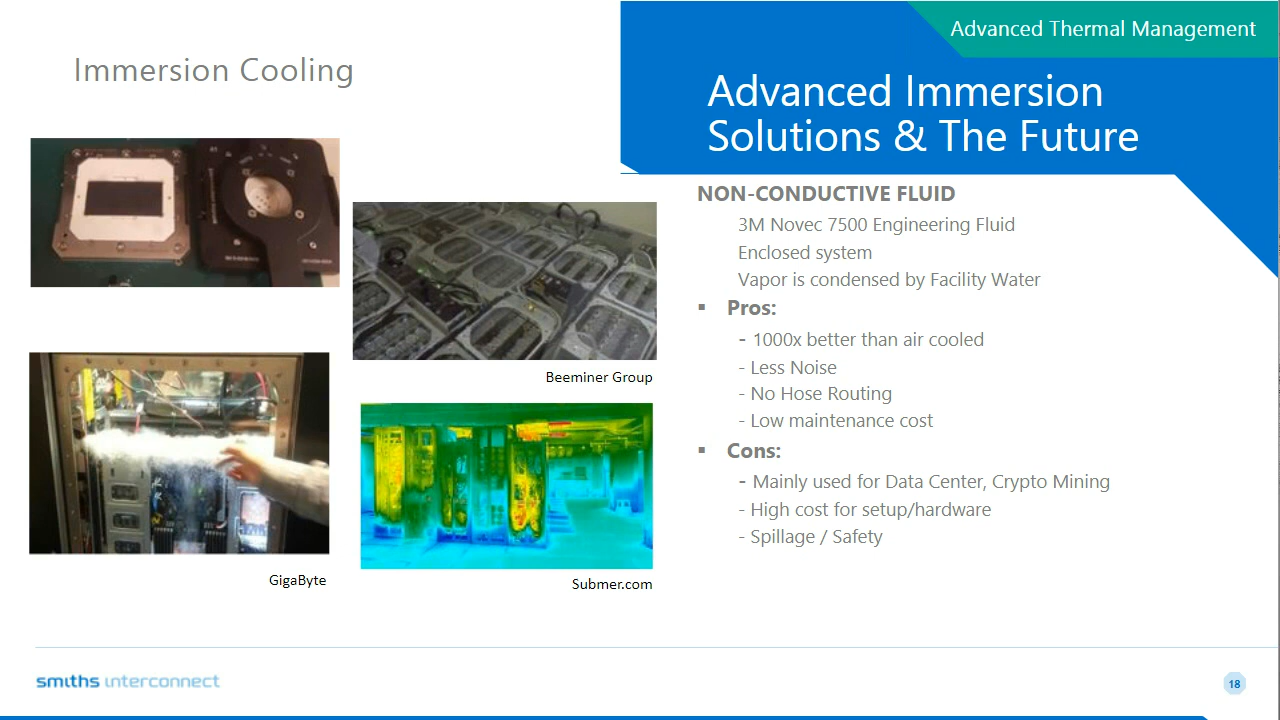 Advanced Thermal Management
Immersion Cooling
Advanced Immersion
Solutions & The Future
NON-CONDUCTIVE FLUID
3M Novec 7500 Engineering Fluid
Enclosed system
Vapor is condensed by Facility Water
▪ Pros:
- 1000x better than air cooled
- Less Noise
- No Hose Routing
- Low maintenance cost
▪ Cons:
- Mainly used for Data Center, Crypto Mining
- High cost for setup/hardware
- Spillage / Safety
Beeminer Group
GigaByte
Submer.com
smiths interconnect
18